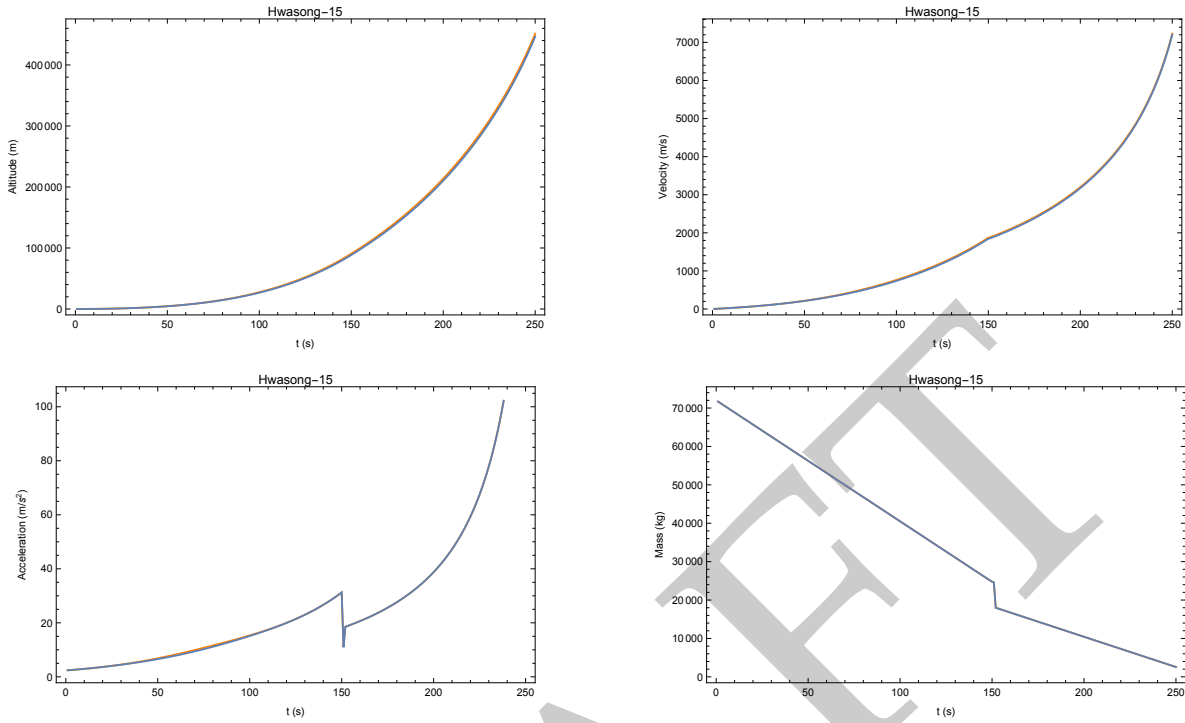 Hwasong−15
Altitude (m)
400 000
300 000
200 000
100 000
0
0 50 100 150 200 250
t (s)
Hwasong−15
Velocity (m/s)
7000
6000
5000
4000
3000
2000
1000
0
0 50 100 150 200 250
t (s)
Hwasong−15
Acceleration (m/s²)
100
80
60
40
20
0
0 50 100 150 200 250
t (s)
Hwasong−15
Mass (kg)
70 000
60 000
50 000
40 000
30 000
20 000
10 000
0
0 50 100 150 200 250
t (s)